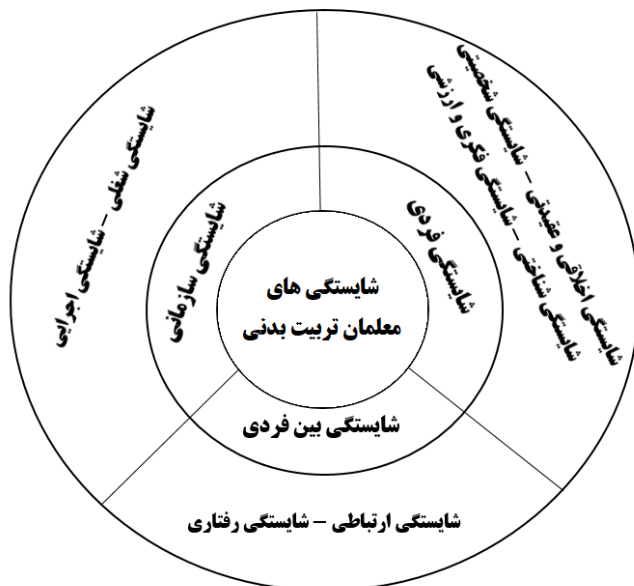 شایستگی های
معلمان تربیت بدنی
شایستگی فردی
شایستگی اخلاقی و عقیدتی – شایستگی شخصیتی
شایستگی شناختی – شایستگی فکری و ارزشی
شایستگی سازمانی
شایستگی شغلی – شایستگی اجرایی
شایستگی بین فردی
شایستگی ارتباطی – شایستگی رفتاری